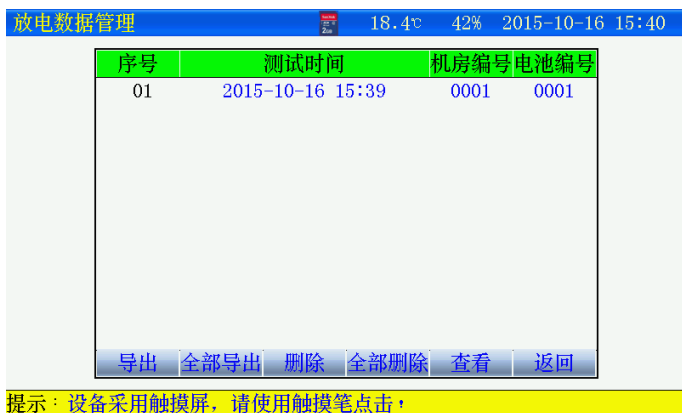 放电数据管理 18.4℃ 42% 2015-10-16 15:40
序号 测试时间 机房编号 电池编号
01 2015-10-16 15:39 0001 0001
导出 全部导出 删除 全部删除 查看 返回
提示：设备采用触摸屏，请使用触摸笔点击！